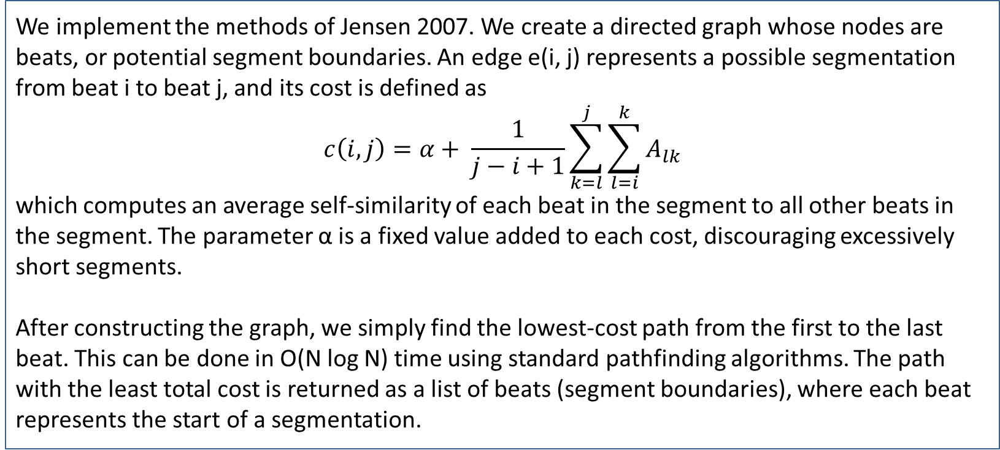 We implement the methods of Jensen 2007. We create a directed graph whose nodes are
beats, or potential segment boundaries. An edge e(i, j) represents a possible segmentation
from beat i to beat j, and its cost is defined as
c(i,j) = α + \frac{1}{j − i + 1} \sum_{k=l}^{j} \sum_{l=i}^{k} A_{lk}
which computes an average self-similarity of each beat in the segment to all other beats in
the segment. The parameter α is a fixed value added to each cost, discouraging excessively
short segments.
After constructing the graph, we simply find the lowest-cost path from the first to the last
beat. This can be done in O(N log N) time using standard pathfinding algorithms. The path
with the least total cost is returned as a list of beats (segment boundaries), where each beat
represents the start of a segmentation.